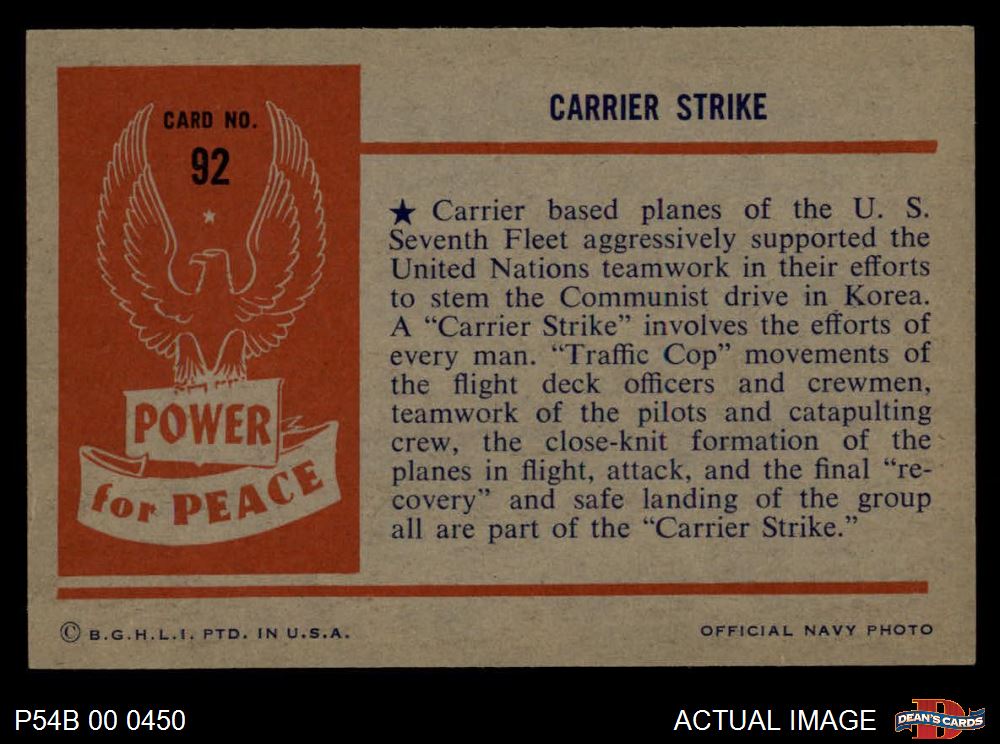 CARD NO.
92
POWER
for PEACE
CARRIER STRIKE
★ Carrier based planes of the U. S.
Seventh Fleet aggressively supported the
United Nations teamwork in their efforts
to stem the Communist drive in Korea.
A “Carrier Strike” involves the efforts of
every man. “Traffic Cop” movements of
the flight deck officers and crewmen,
teamwork of the pilots and catapulting
crew, the close-knit formation of the
planes in flight, attack, and the final “re-
covery” and safe landing of the group
all are part of the “Carrier Strike.”
© B.G.H.L.I. PTD. IN U.S.A.
OFFICIAL NAVY PHOTO
P54B 00 0450
ACTUAL IMAGE
D
DEAN'S CARDS